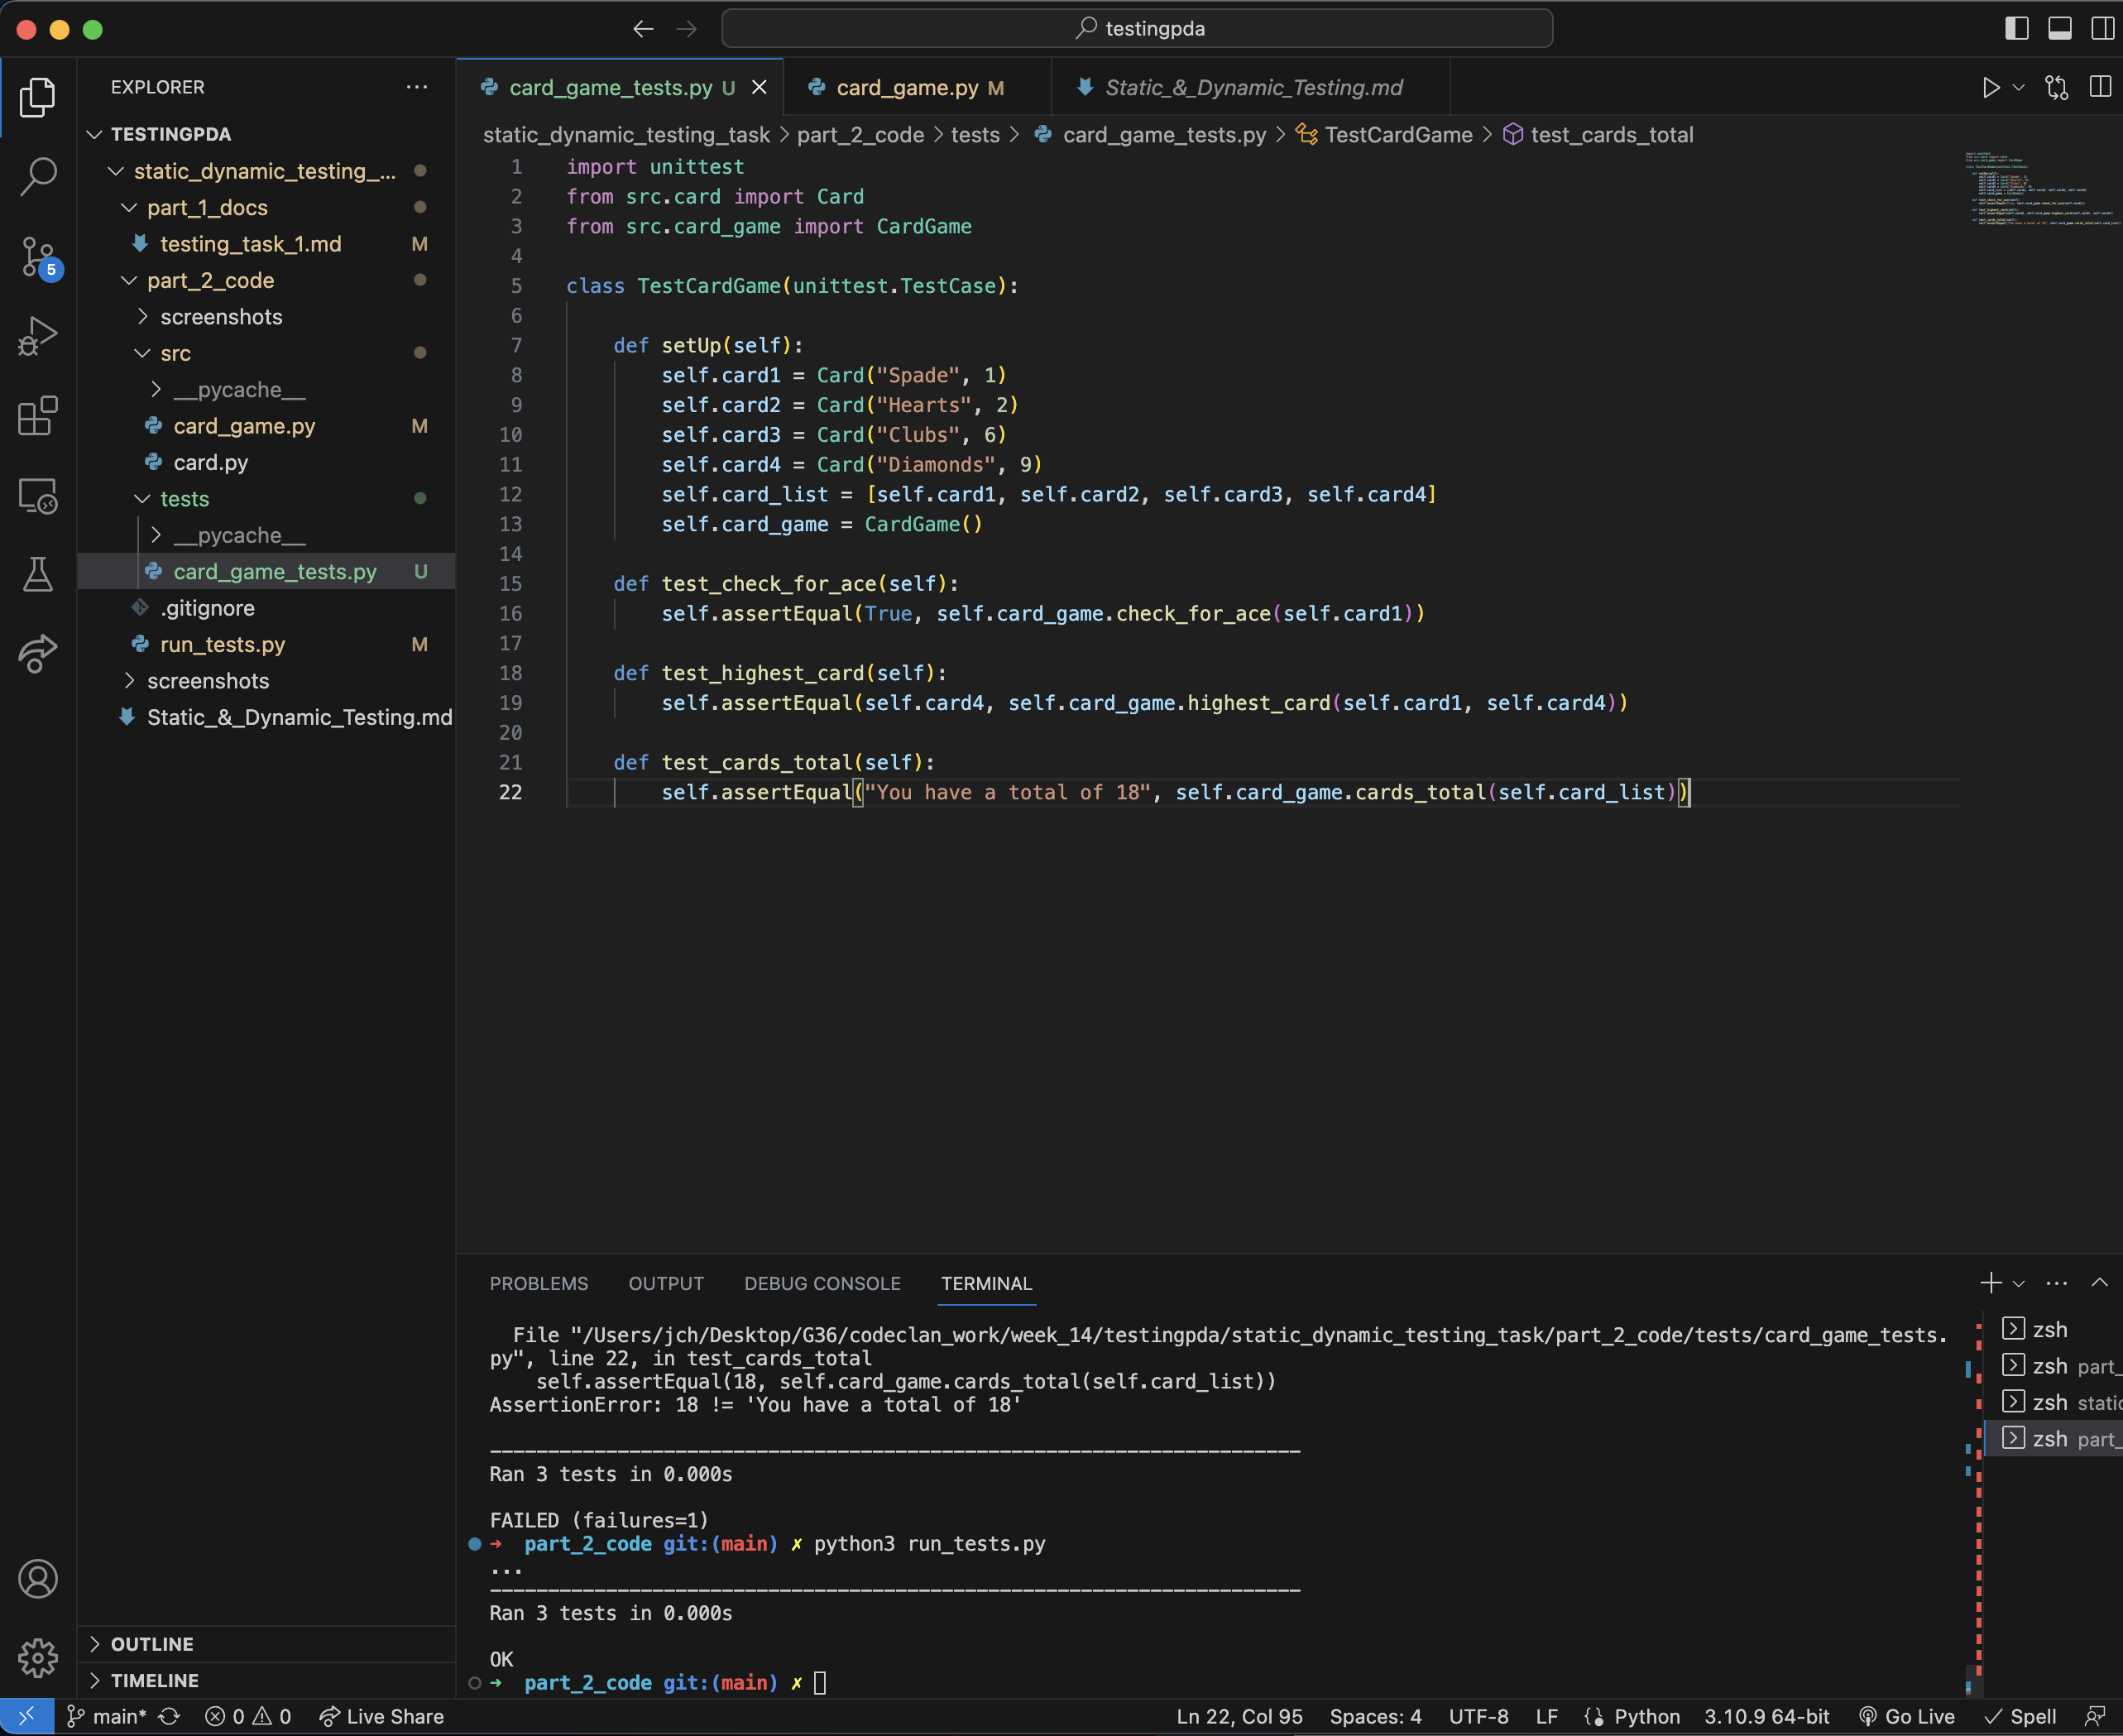 testingpda
EXPLORER
TESTINGPDA
static_dynamic_testing_...
part_1_docs
testing_task_1.md M
part_2_code
screenshots
src
__pycache__
card_game.py M
card.py
tests
__pycache__
card_game_tests.py U
.gitignore
run_tests.py M
screenshots
Static_&_Dynamic_Testing.md
5
OUTLINE
TIMELINE
card_game_tests.py U
card_game.py M
Static_&_Dynamic_Testing.md
static_dynamic_testing_task > part_2_code > tests > card_game_tests.py > TestCardGame > test_cards_total
1 import unittest
2 from src.card import Card
3 from src.card_game import CardGame
4
5 class TestCardGame(unittest.TestCase):
6
7 def setUp(self):
8 self.card1 = Card("Spade", 1)
9 self.card2 = Card("Hearts", 2)
10 self.card3 = Card("Clubs", 6)
11 self.card4 = Card("Diamonds", 9)
12 self.card_list = [self.card1, self.card2, self.card3, self.card4]
13 self.card_game = CardGame()
14
15 def test_check_for_ace(self):
16 self.assertEqual(True, self.card_game.check_for_ace(self.card1))
17
18 def test_highest_card(self):
19 self.assertEqual(self.card4, self.card_game.highest_card(self.card1, self.card4))
20
21 def test_cards_total(self):
22 self.assertEqual("You have a total of 18", self.card_game.cards_total(self.card_list))
PROBLEMS OUTPUT DEBUG CONSOLE TERMINAL
File "/Users/jch/Desktop/G36/codeclan_work/week_14/testingpda/static_dynamic_testing_task/part_2_code/tests/card_game_tests.
py", line 22, in test_cards_total
self.assertEqual(18, self.card_game.cards_total(self.card_list))
AssertionError: 18 != 'You have a total of 18'
----------------------------------------------------------------------
Ran 3 tests in 0.000s
FAILED (failures=1)
➜ part_2_code git:(main) ✗ python3 run_tests.py
...
----------------------------------------------------------------------
Ran 3 tests in 0.000s
OK
➜ part_2_code git:(main) ✗
zsh
zsh part_
zsh static
zsh part_
main* 0 0 Live Share
Ln 22, Col 95 Spaces: 4 UTF-8 LF Python 3.10.9 64-bit Go Live Spell